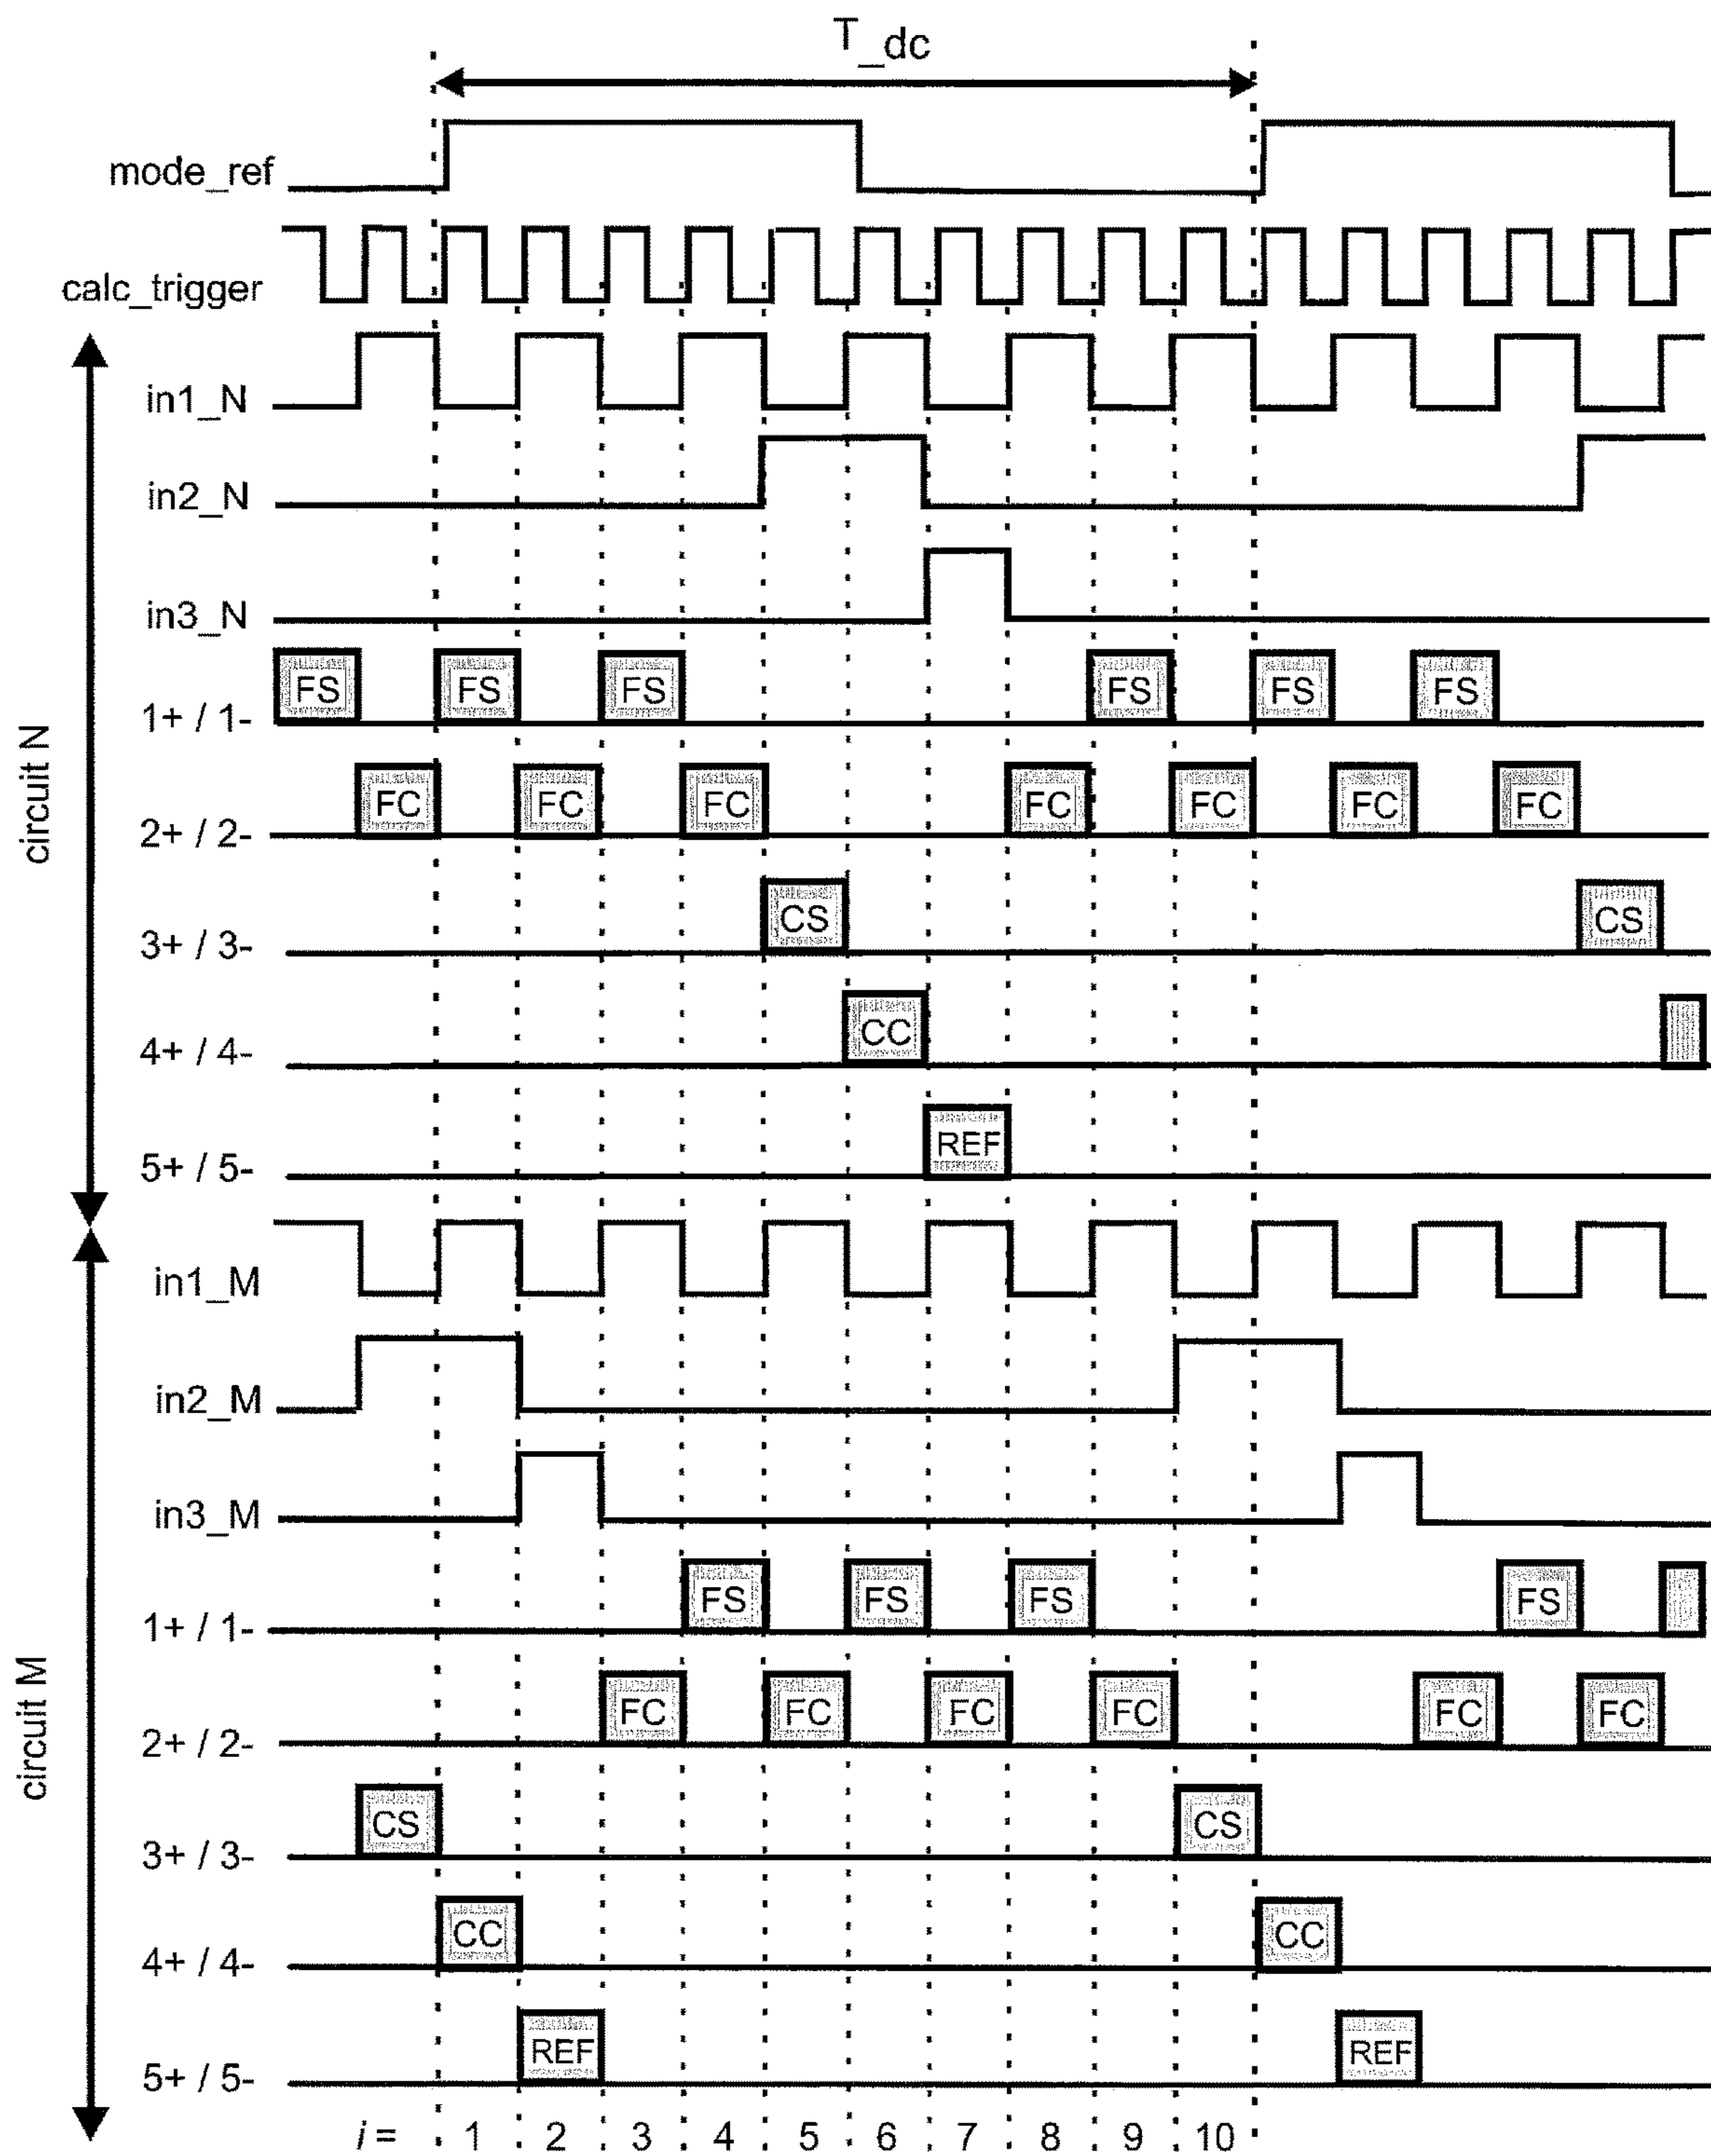 T_dc
mode_ref
calc_trigger
in1_N
in2_N
in3_N
FS FS FS FS FS FS
1+ / 1-
FC FC FC FC FC FC FC
2+ / 2-
CS CS
3+ / 3-
CC
4+ / 4-
REF
5+ / 5-
circuit N
in1_M
in2_M
in3_M
FS FS FS FS
1+ / 1-
FC FC FC FC FC FC
2+ / 2-
CS CS
3+ / 3-
CC CC
4+ / 4-
REF REF
5+ / 5-
circuit M
i = 1 2 3 4 5 6 7 8 9 10